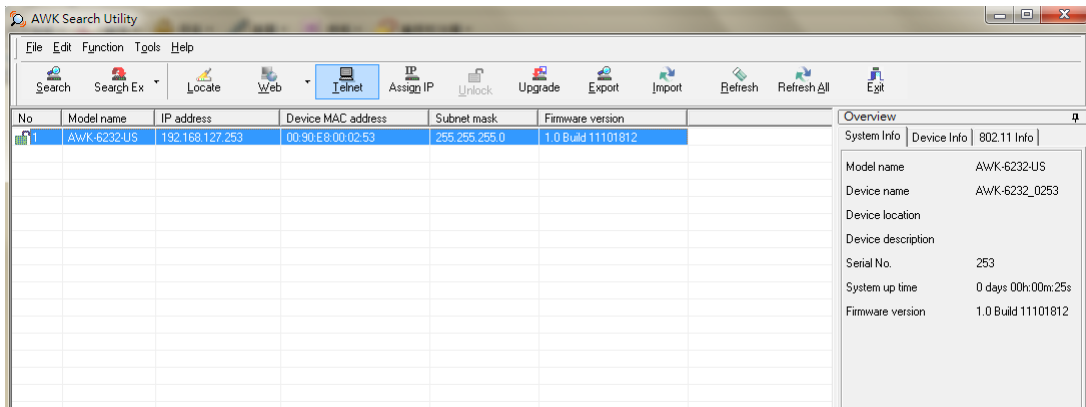 AWK Search Utility
File Edit Function Tools Help
Search Search Ex Locate Web Telnet Assign IP Unlock Upgrade Export Import Refresh Refresh All Exit
No Model name IP address Device MAC address Subnet mask Firmware version
1 AWK-6232-US 192.168.127.253 00:90:E8:00:02:53 255.255.255.0 1.0 Build 11101812
Overview
System Info Device Info 802.11 Info
Model name AWK-6232-US
Device name AWK-6232_0253
Device location
Device description
Serial No. 253
System up time 0 days 00h:00m:25s
Firmware version 1.0 Build 11101812